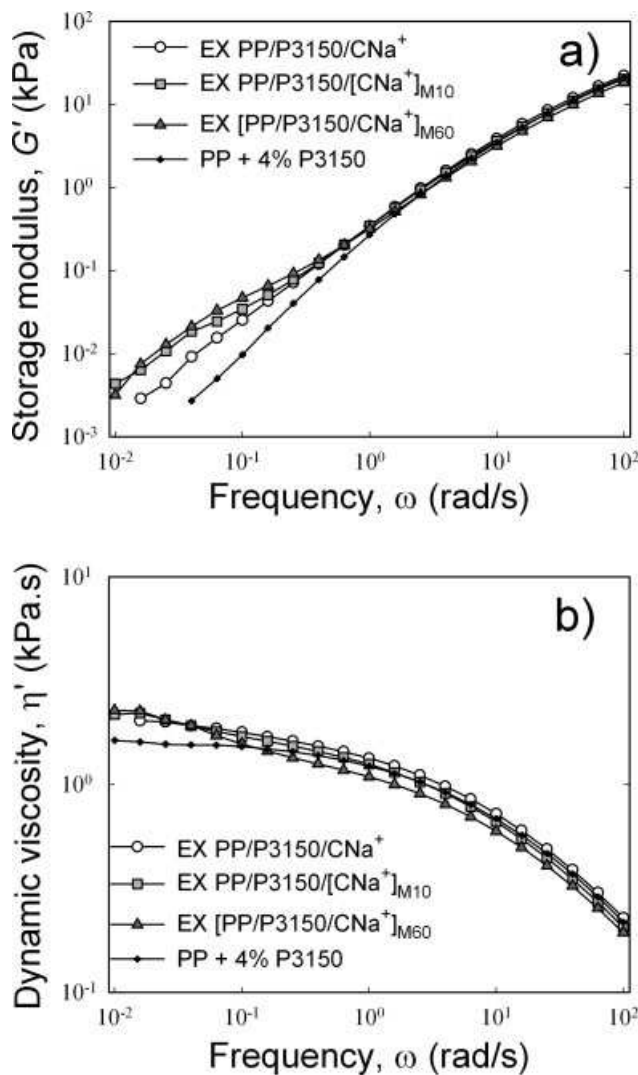 a)
EX PP/P3150/CNa⁺
EX PP/P3150/[CNa⁺]M10
EX [PP/P3150/CNa⁺]M60
PP + 4% P3150
Storage modulus, G' (kPa)
10²
10¹
10⁰
10⁻¹
10⁻²
10⁻³
10⁻² 10⁻¹ 10⁰ 10¹ 10²
Frequency, ω (rad/s)
b)
Dynamic viscosity, η' (kPa.s)
10¹
10⁰
10⁻¹
EX PP/P3150/CNa⁺
EX PP/P3150/[CNa⁺]M10
EX [PP/P3150/CNa⁺]M60
PP + 4% P3150
10⁻² 10⁻¹ 10⁰ 10¹ 10²
Frequency, ω (rad/s)